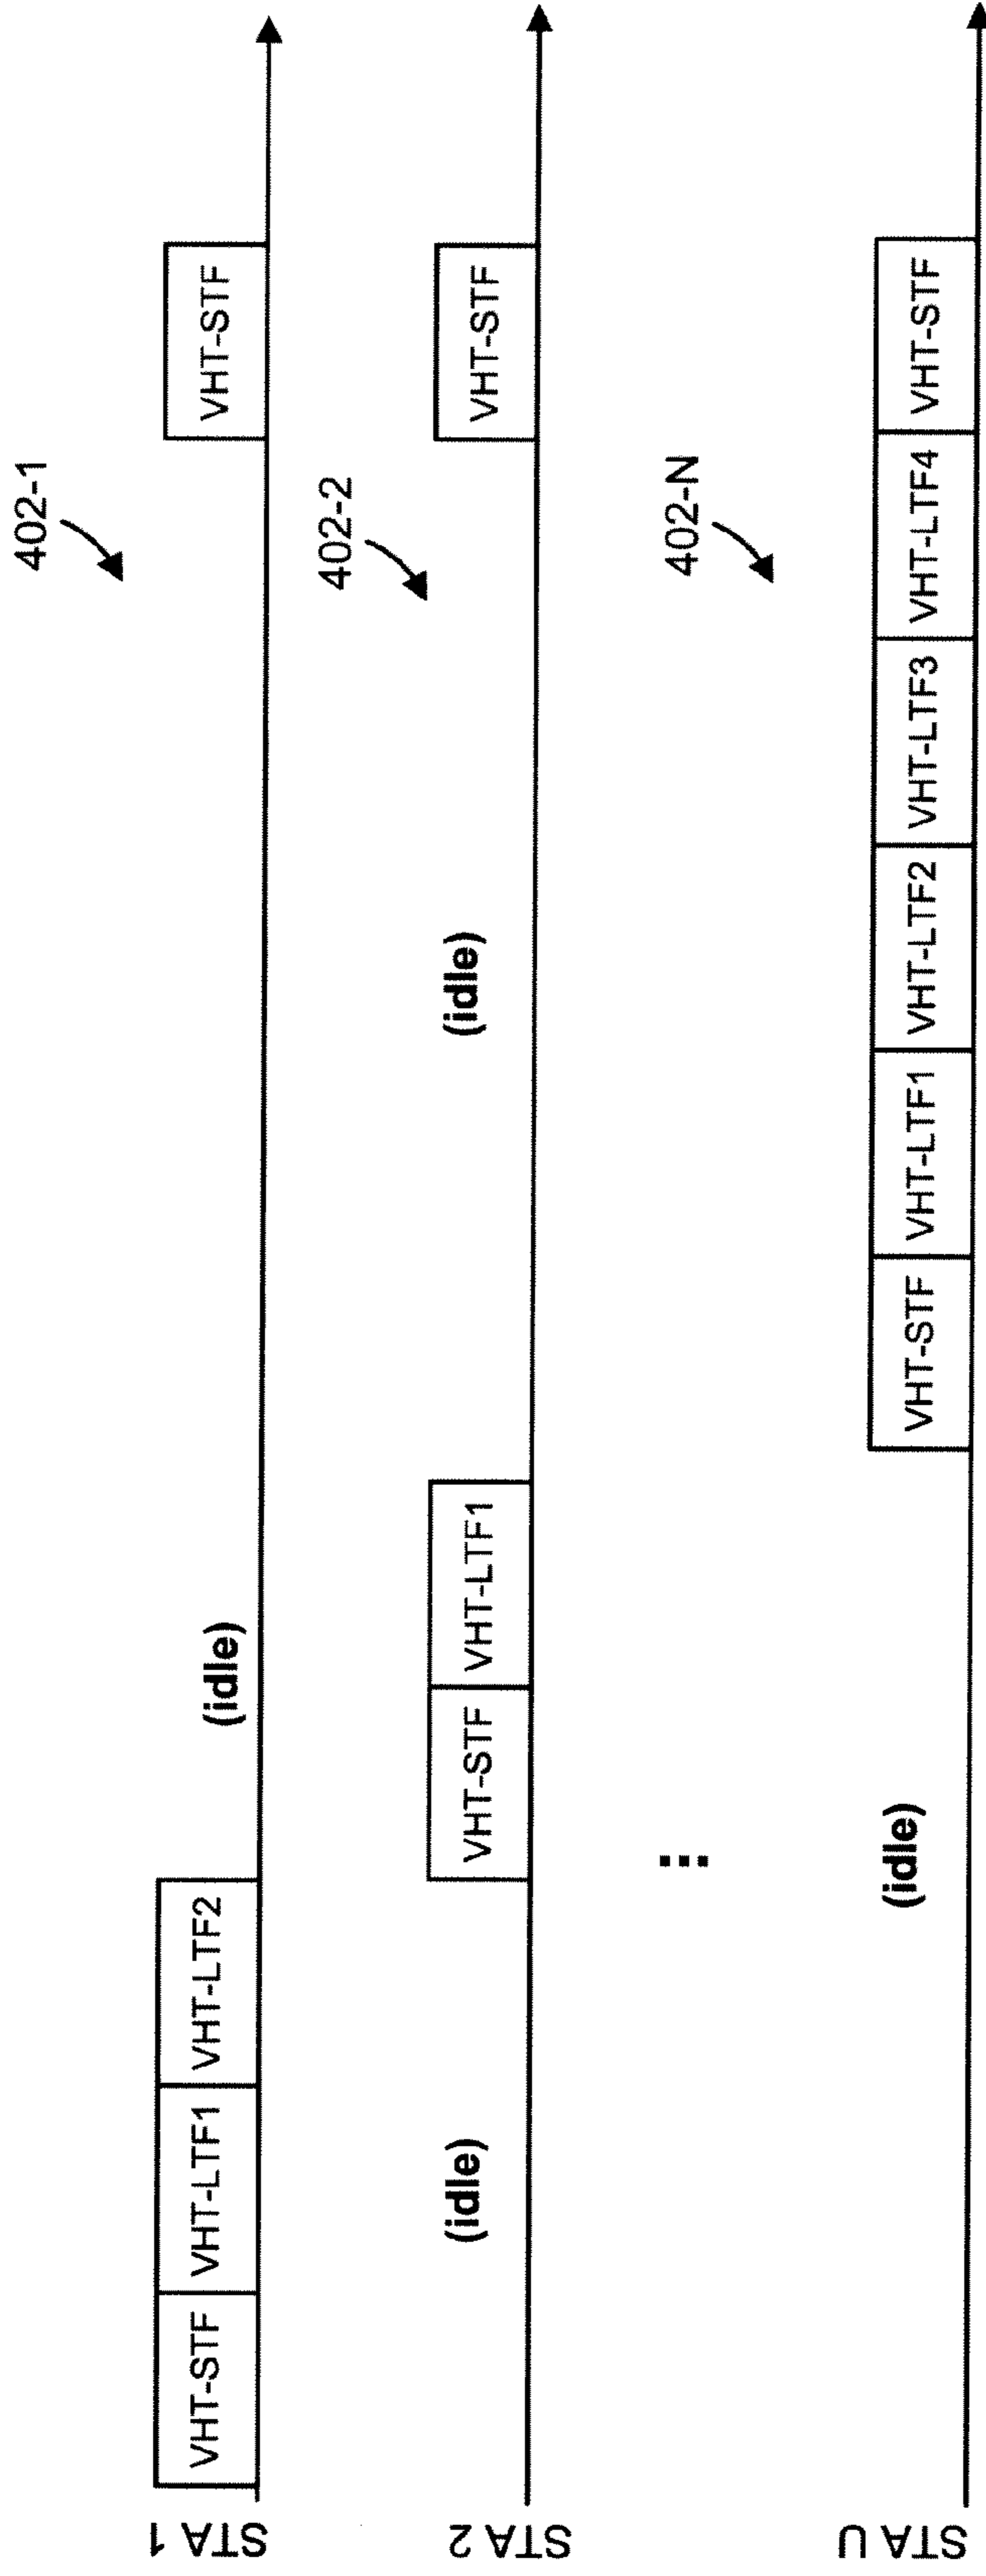 402-1
STA 1
VHT-STF VHT-LTF1 VHT-LTF2 (idle) VHT-STF
402-2
STA 2
(idle) VHT-STF VHT-LTF1 (idle) VHT-STF
⋮
402-N
STA U
(idle) VHT-STF VHT-LTF1 VHT-LTF2 VHT-LTF3 VHT-LTF4 VHT-STF